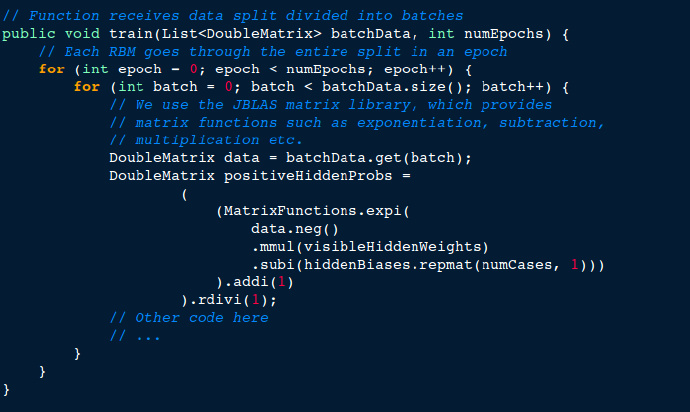 // Function receives data split divided into batches
public void train(List<DoubleMatrix> batchData, int numEpochs) {
// Each RBM goes through the entire split in an epoch
for (int epoch = 0; epoch < numEpochs; epoch++) {
for (int batch = 0; batch < batchData.size(); batch++) {
// We use the JBLAS matrix library, which provides
// matrix functions such as exponentiation, subtraction,
// multiplication etc.
DoubleMatrix data = batchData.get(batch);
DoubleMatrix positiveHiddenProbs =
(
(MatrixFunctions.expi(
data.neg()
.mmul(visibleHiddenWeights)
.subi(hiddenBiases.repmat(numCases, 1)))
).addi(1)
).rdivi(1);
// Other code here
// ...
}
}
}